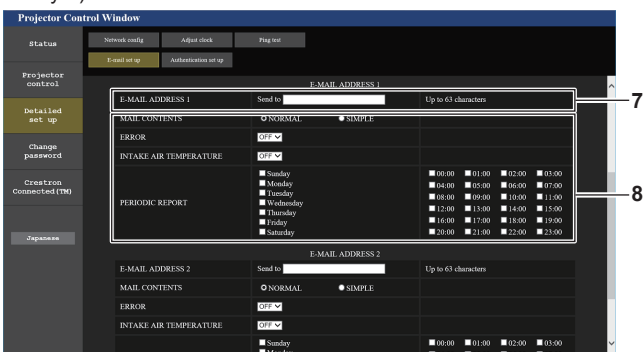 Projector Control Window
Status
Network config Adjust clock Ping test
E-mail set up Authentication set up
Projector control
Detailed set up
Change password
Crestron Connected(TM)
Japanese
E-MAIL ADDRESS 1
E-MAIL ADDRESS 1 Send to Up to 63 characters
7
MAIL CONTENTS NORMAL SIMPLE
ERROR OFF
INTAKE AIR TEMPERATURE OFF
PERIODIC REPORT
Sunday 00:00 01:00 02:00 03:00
Monday 04:00 05:00 06:00 07:00
Tuesday 08:00 09:00 10:00 11:00
Wednesday 12:00 13:00 14:00 15:00
Thursday 16:00 17:00 18:00 19:00
Friday 20:00 21:00 22:00 23:00
Saturday
8
E-MAIL ADDRESS 2
E-MAIL ADDRESS 2 Send to Up to 63 characters
MAIL CONTENTS NORMAL SIMPLE
ERROR OFF
INTAKE AIR TEMPERATURE OFF
Sunday 00:00 01:00 02:00 03:00